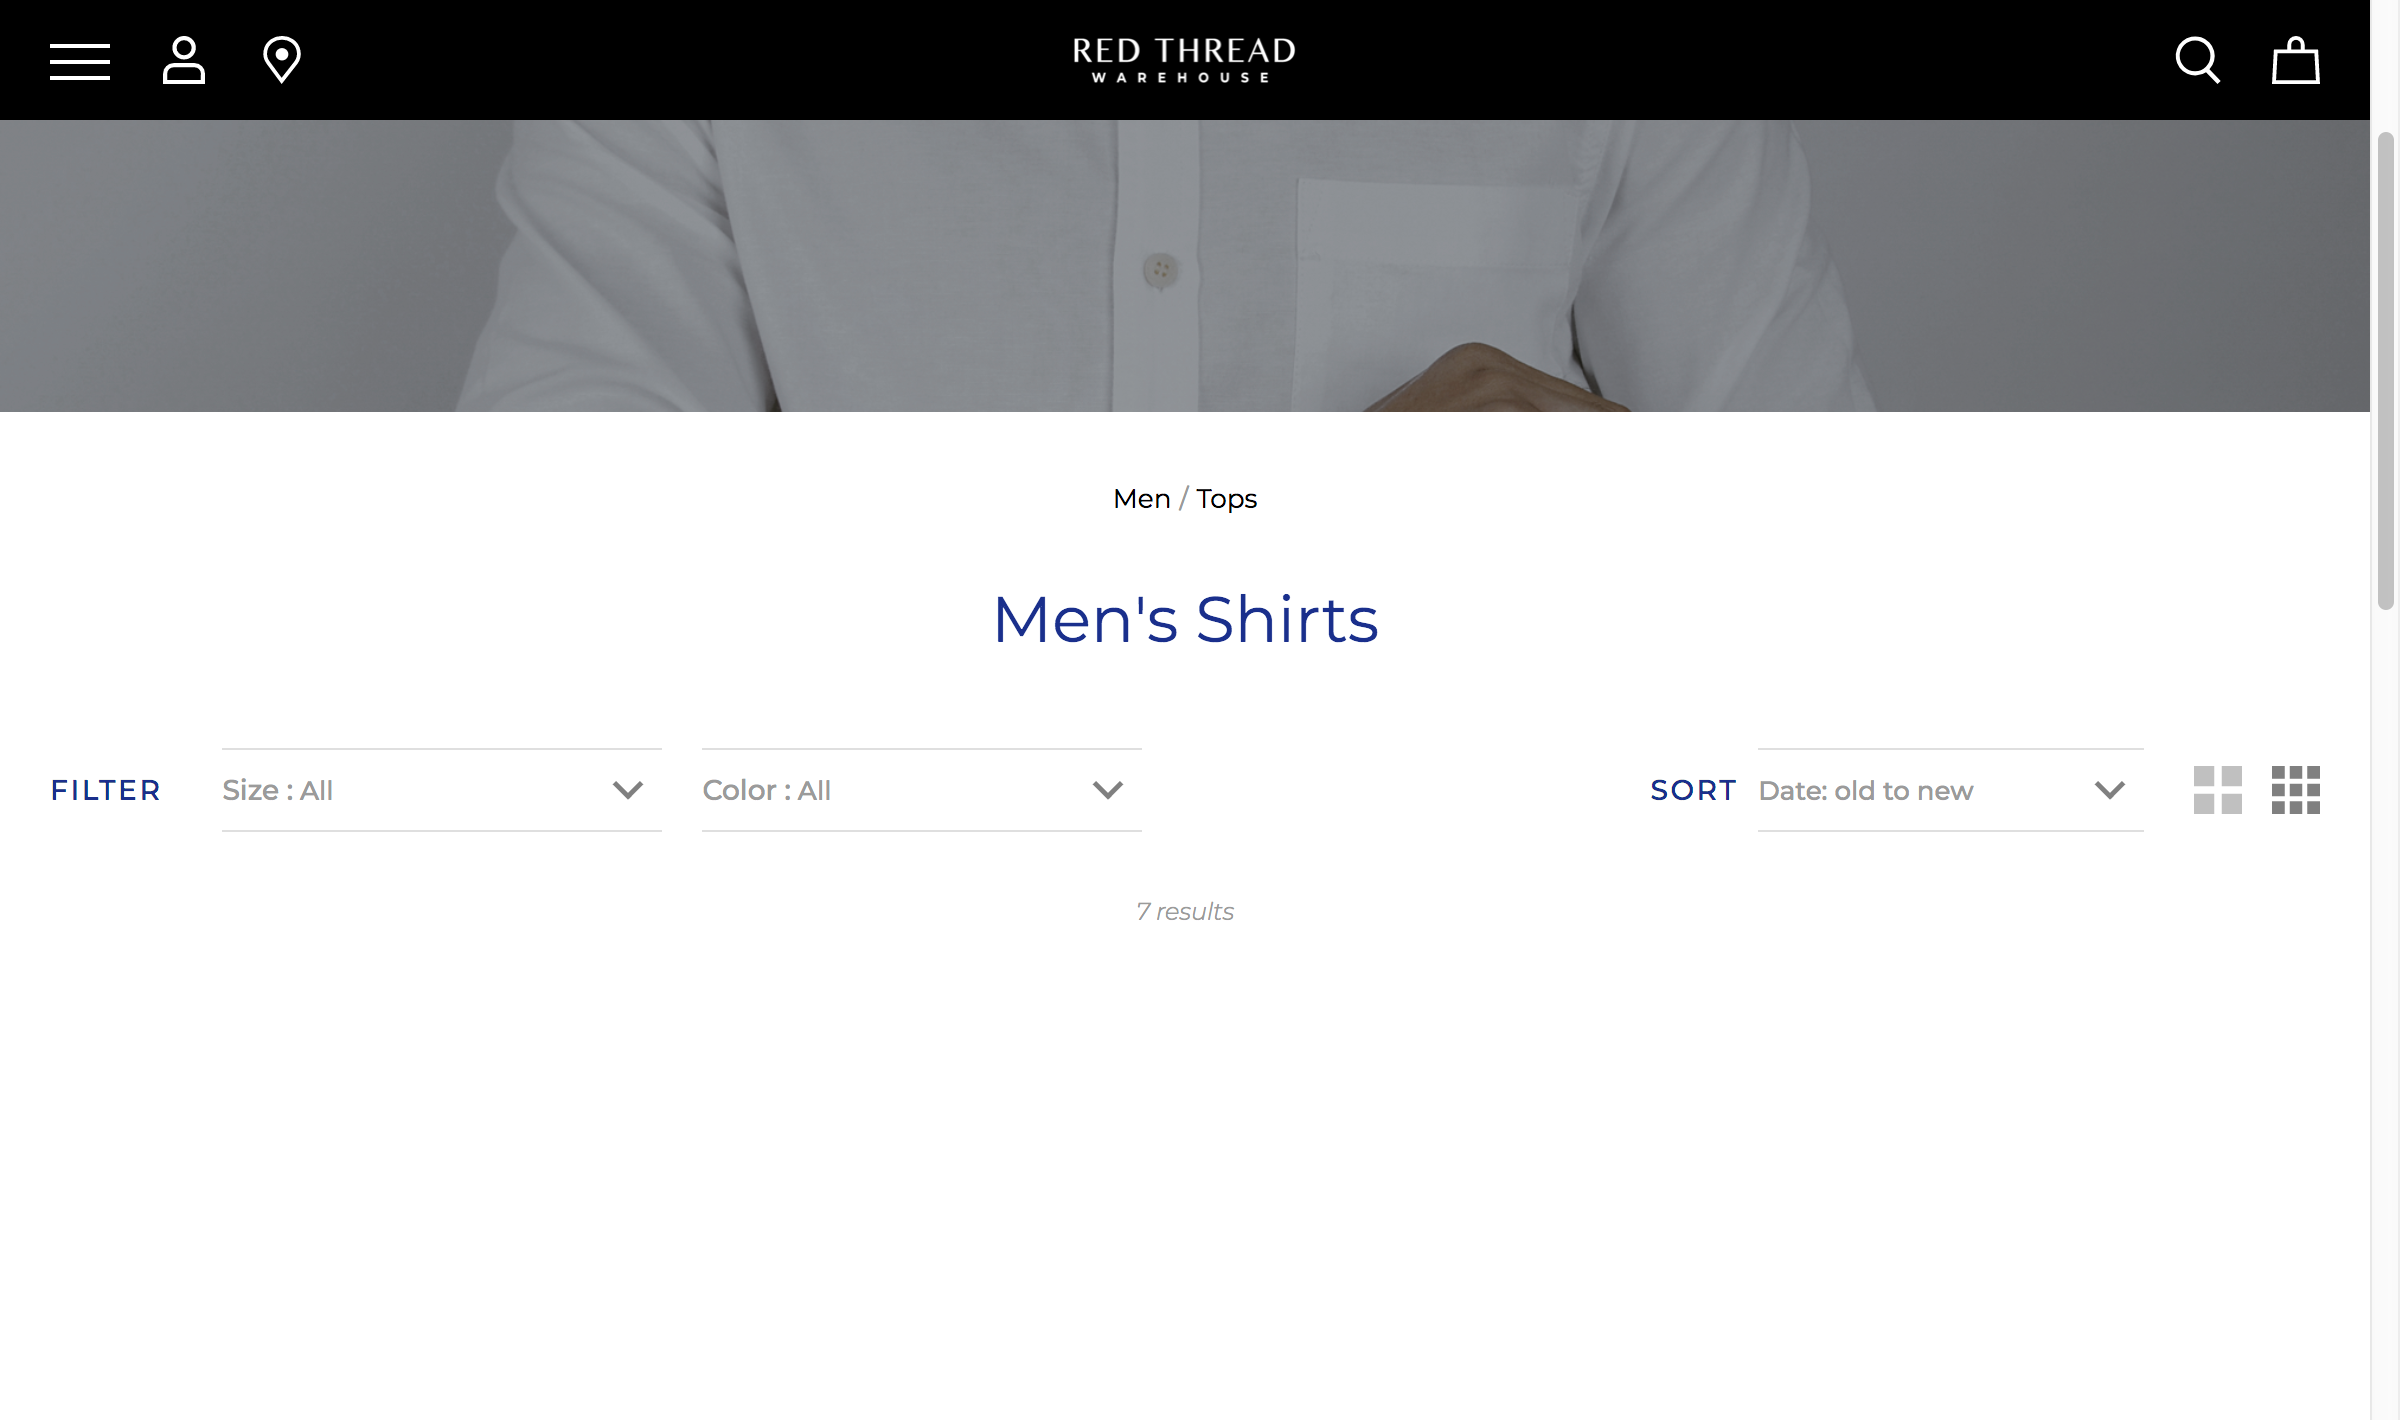 RED THREAD
WAREHOUSE
Men / Tops
Men's Shirts
FILTER Size : All Color : All SORT Date: old to new
7 results